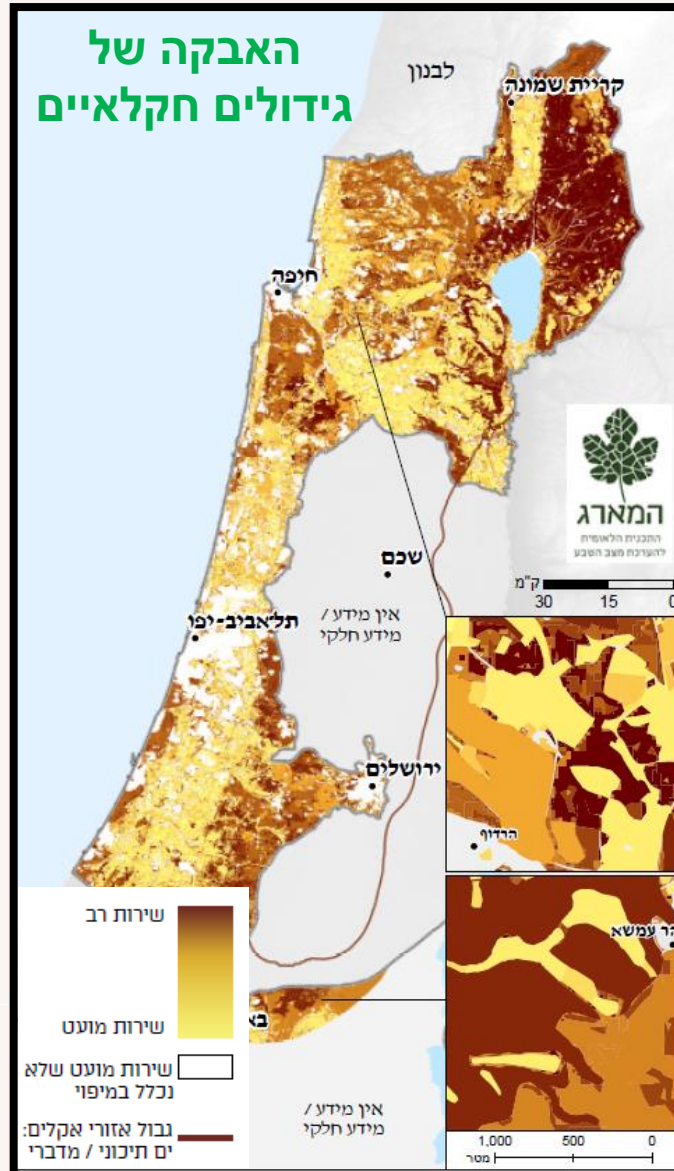 האבקה של
גידולים חקלאיים
לבנון
קריית שמונה
חיפה
המארג
התכנית הלאומית
להערכת מצב הטבע
שכם
ק"מ
30 15 0
אין מידע /
מידע חלקי
תל־אביב-יפו
ירושלים
הרדוף
שירות רב
שירות מועט
שירות מועט שלא
נכלל במיפוי
גבול אזורי אקלים:
ים תיכוני / מדברי
הר עמשא
אין מידע /
מידע חלקי
1,000 500 0
מטר